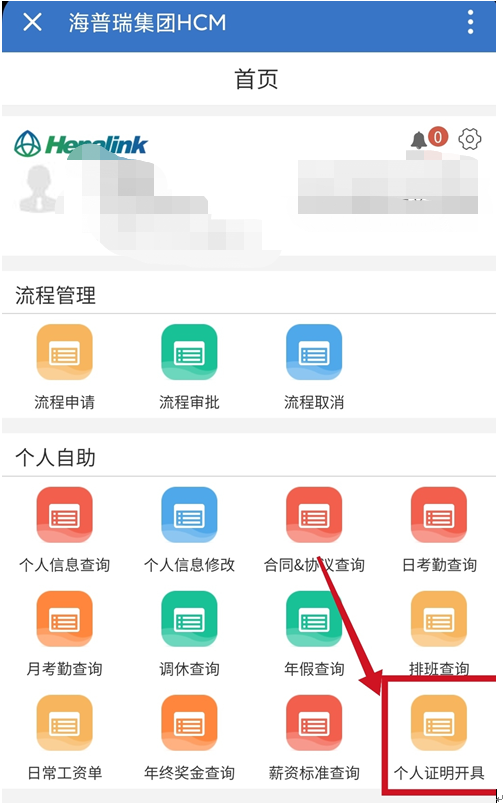 海普瑞集团HCM
首页
Hepalink
0
流程管理
流程申请 流程审批 流程取消
个人自助
个人信息查询 个人信息修改 合同&协议查询 日考勤查询
月考勤查询 调休查询 年假查询 排班查询
日常工资单 年终奖金查询 薪资标准查询 个人证明开具